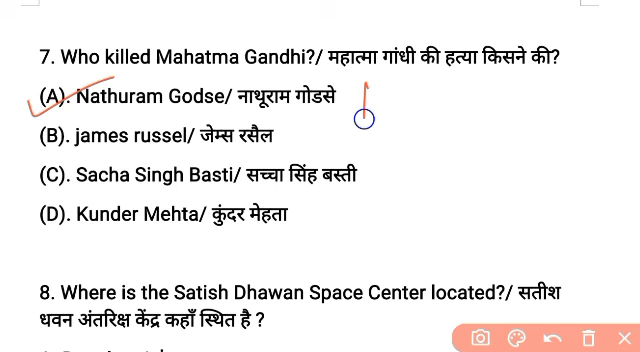 7. Who killed Mahatma Gandhi?/ महात्मा गांधी की हत्या किसने की?
(A). Nathuram Godse/ नाथूराम गोडसे
(B). james russel/ जेम्स रसैल
(C). Sacha Singh Basti/ सच्चा सिंह बस्ती
(D). Kunder Mehta/ कुंदर मेहता
8. Where is the Satish Dhawan Space Center located?/ सतीश
धवन अंतरिक्ष केंद्र कहाँ स्थित है ?